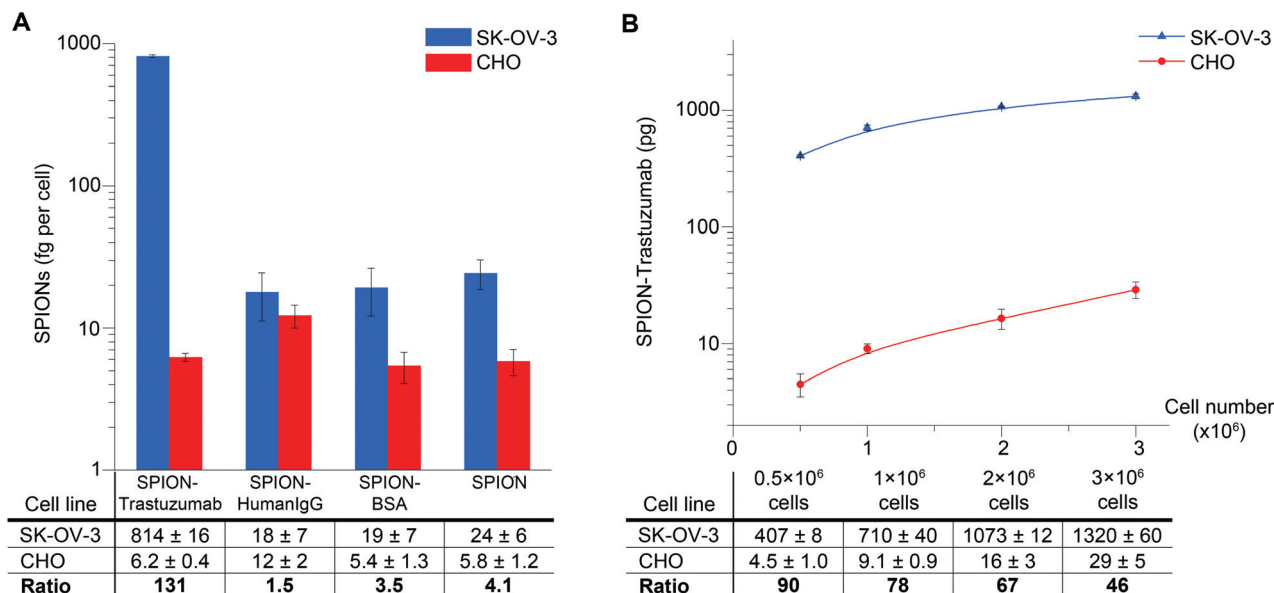 A
SK-OV-3
CHO
SPIONs (fg per cell)
1000
100
10
1
SPION-
Trastuzumab
SPION-
HumanIgG
SPION-
BSA
SPION
Cell line
SK-OV-3 814 ± 16 18 ± 7 19 ± 7 24 ± 6
CHO 6.2 ± 0.4 12 ± 2 5.4 ± 1.3 5.8 ± 1.2
Ratio 131 1.5 3.5 4.1
B
SK-OV-3
CHO
SPION-Trastuzumab (pg)
1000
100
10
0 1 2 3
Cell number
(x10⁶)
Cell line
0.5×10⁶
cells
1×10⁶
cells
2×10⁶
cells
3×10⁶
cells
SK-OV-3 407 ± 8 710 ± 40 1073 ± 12 1320 ± 60
CHO 4.5 ± 1.0 9.1 ± 0.9 16 ± 3 29 ± 5
Ratio 90 78 67 46